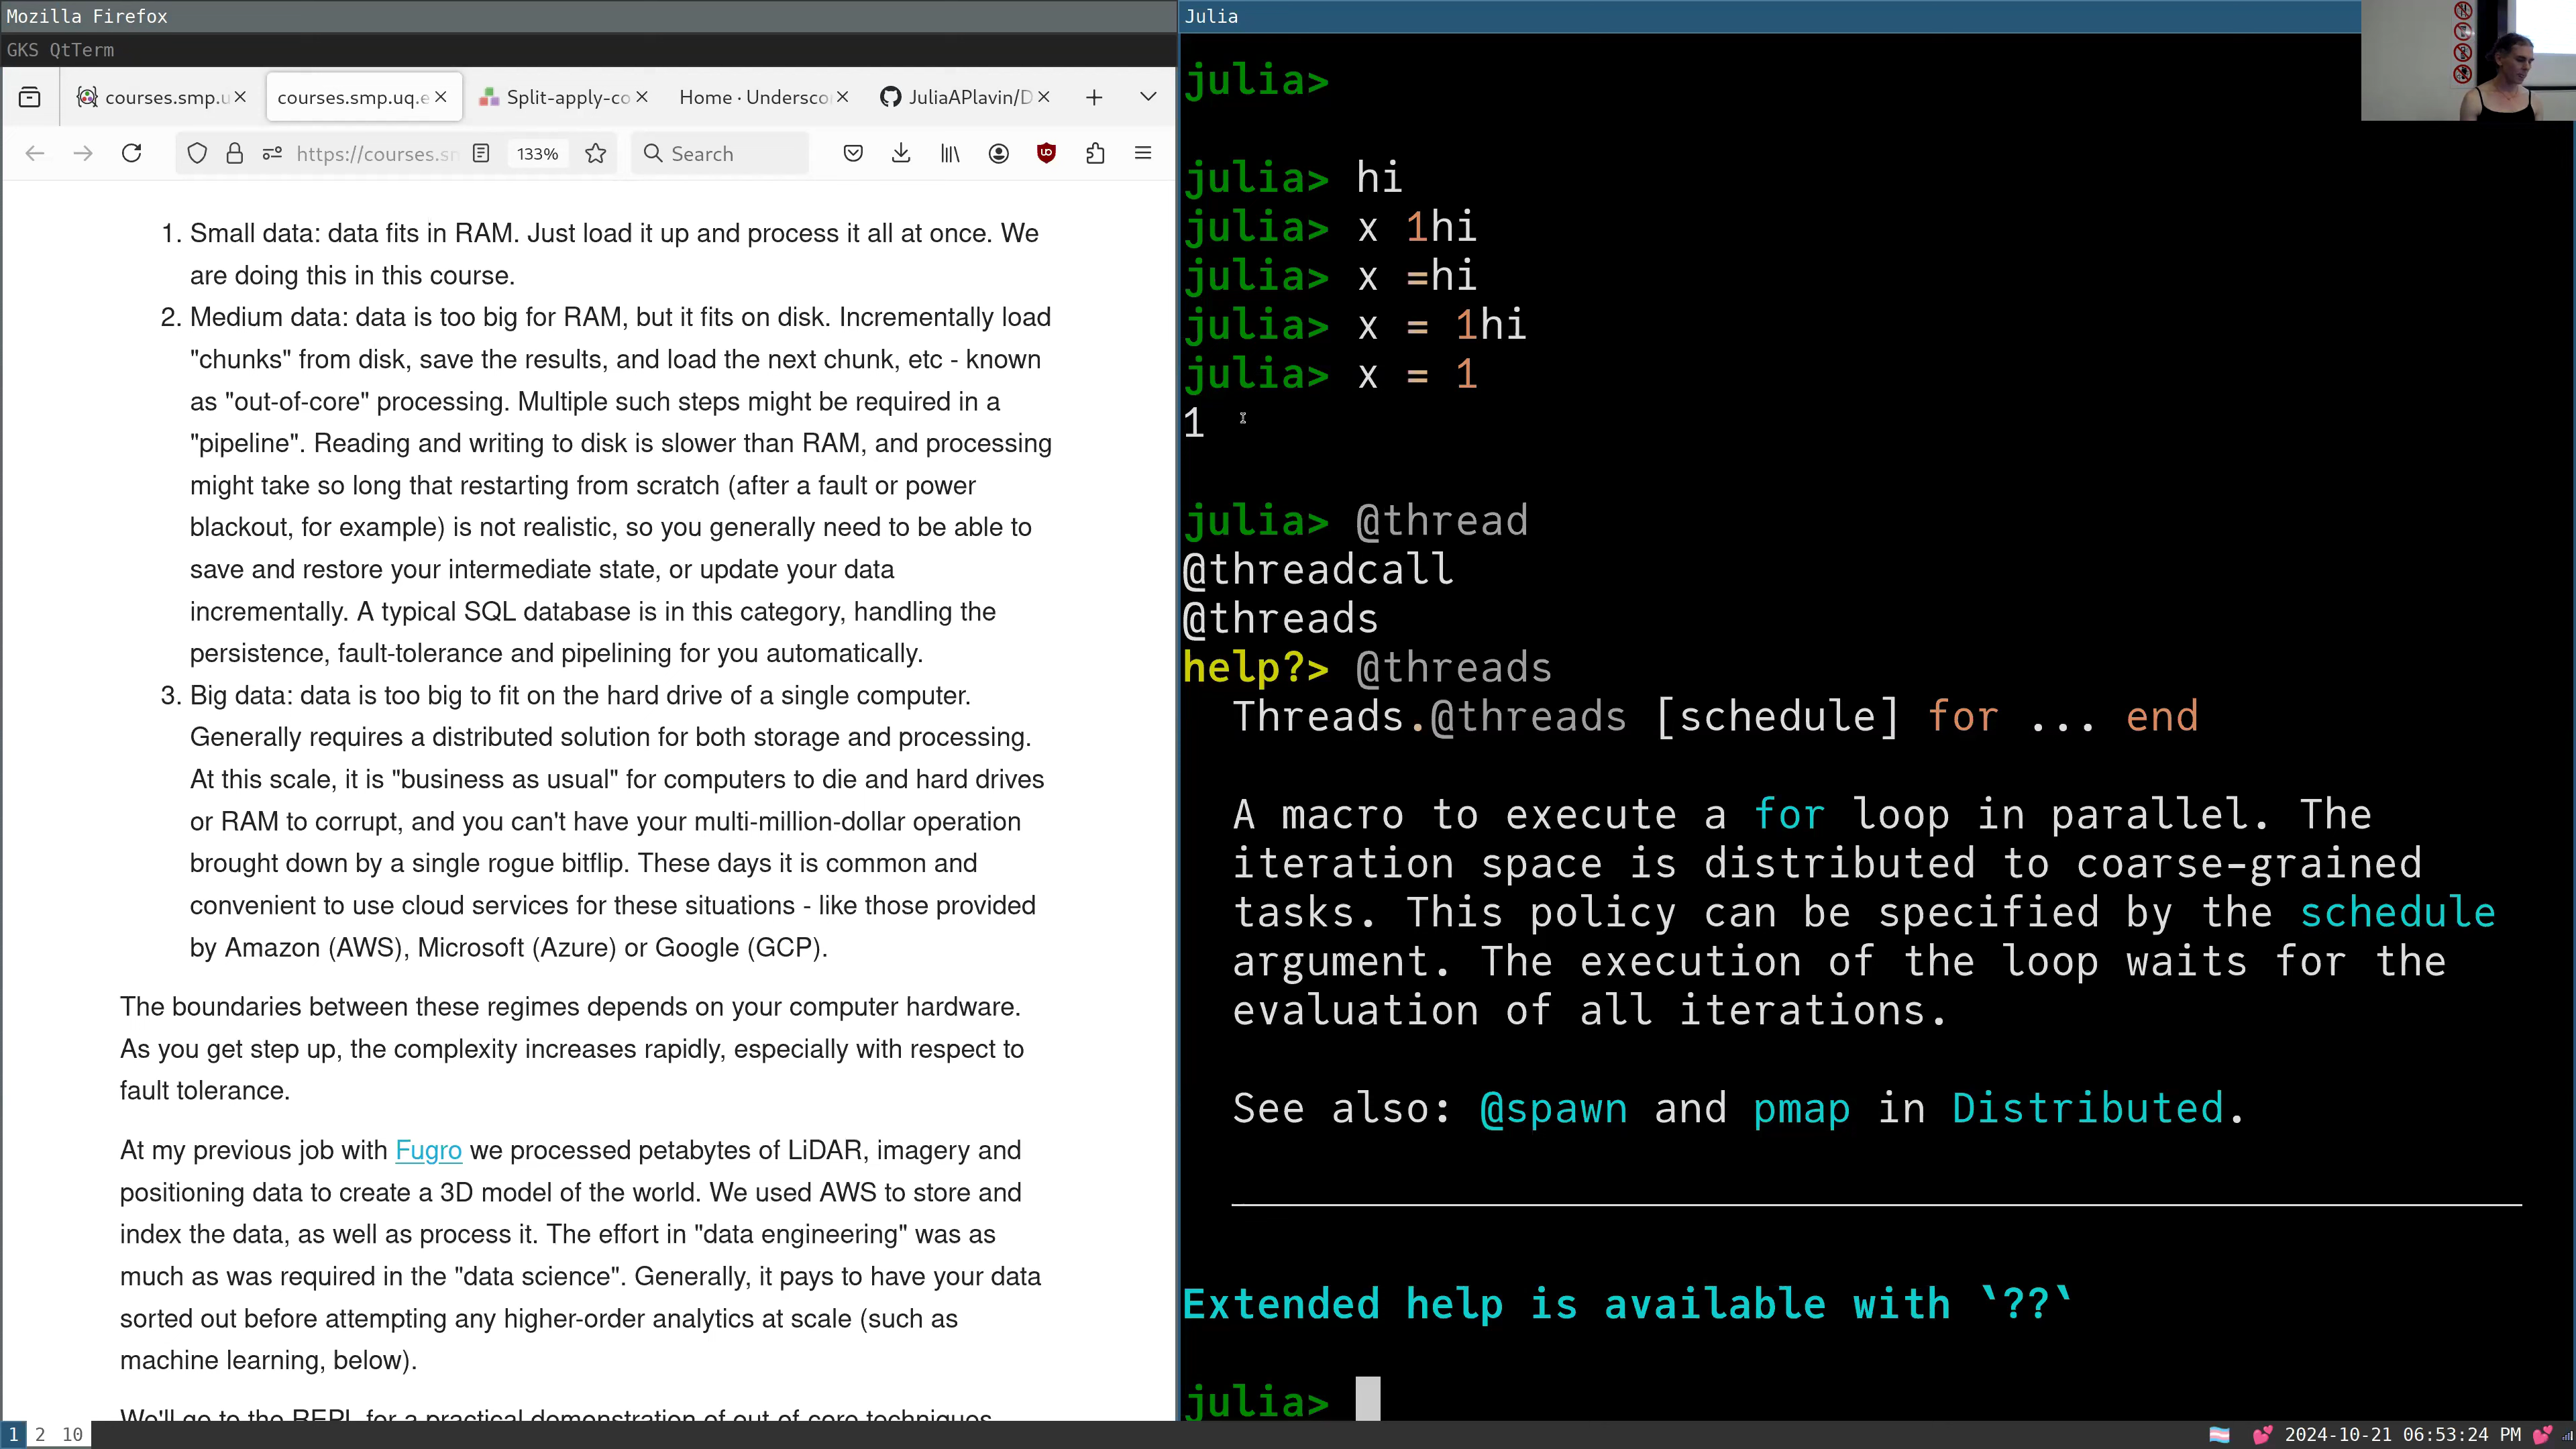 Mozilla Firefox
GKS QtTerm
courses.smp.u
courses.smp.uq.e
Split-apply-co
Home · Undersco
JuliaAPlavin/D
https://courses.sm
133%
Search
1. Small data: data fits in RAM. Just load it up and process it all at once. We
are doing this in this course.
2. Medium data: data is too big for RAM, but it fits on disk. Incrementally load
"chunks" from disk, save the results, and load the next chunk, etc - known
as "out-of-core" processing. Multiple such steps might be required in a
"pipeline". Reading and writing to disk is slower than RAM, and processing
might take so long that restarting from scratch (after a fault or power
blackout, for example) is not realistic, so you generally need to be able to
save and restore your intermediate state, or update your data
incrementally. A typical SQL database is in this category, handling the
persistence, fault-tolerance and pipelining for you automatically.
3. Big data: data is too big to fit on the hard drive of a single computer.
Generally requires a distributed solution for both storage and processing.
At this scale, it is "business as usual" for computers to die and hard drives
or RAM to corrupt, and you can't have your multi-million-dollar operation
brought down by a single rogue bitflip. These days it is common and
convenient to use cloud services for these situations - like those provided
by Amazon (AWS), Microsoft (Azure) or Google (GCP).
The boundaries between these regimes depends on your computer hardware.
As you get step up, the complexity increases rapidly, especially with respect to
fault tolerance.
At my previous job with Fugro we processed petabytes of LiDAR, imagery and
positioning data to create a 3D model of the world. We used AWS to store and
index the data, as well as process it. The effort in "data engineering" was as
much as was required in the "data science". Generally, it pays to have your data
sorted out before attempting any higher-order analytics at scale (such as
machine learning, below).
We'll go to the REPL for a practical demonstration of out-of-core techniques
Julia
julia>
julia> hi
julia> x 1hi
julia> x =hi
julia> x = 1hi
julia> x = 1
1
julia> @thread
@threadcall
@threads
help?> @threads
Threads.@threads [schedule] for ... end
A macro to execute a for loop in parallel. The
iteration space is distributed to coarse-grained
tasks. This policy can be specified by the schedule
argument. The execution of the loop waits for the
evaluation of all iterations.
See also: @spawn and pmap in Distributed.
Extended help is available with `??`
julia>
1 2 10
2024-10-21 06:53:24 PM